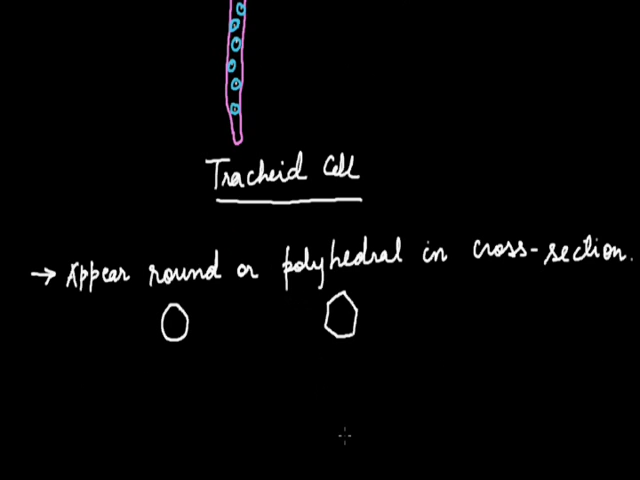 Tracheid Cell
→ Appear round or polyhedral in cross-section.